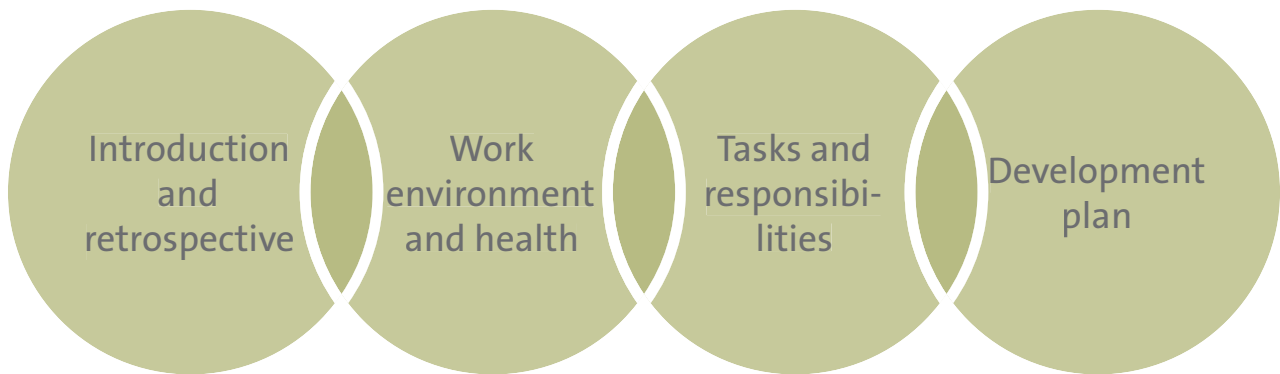 Introduction
and
retrospective
Work
environment
and health
Tasks and
responsibi-
lities
Development
plan